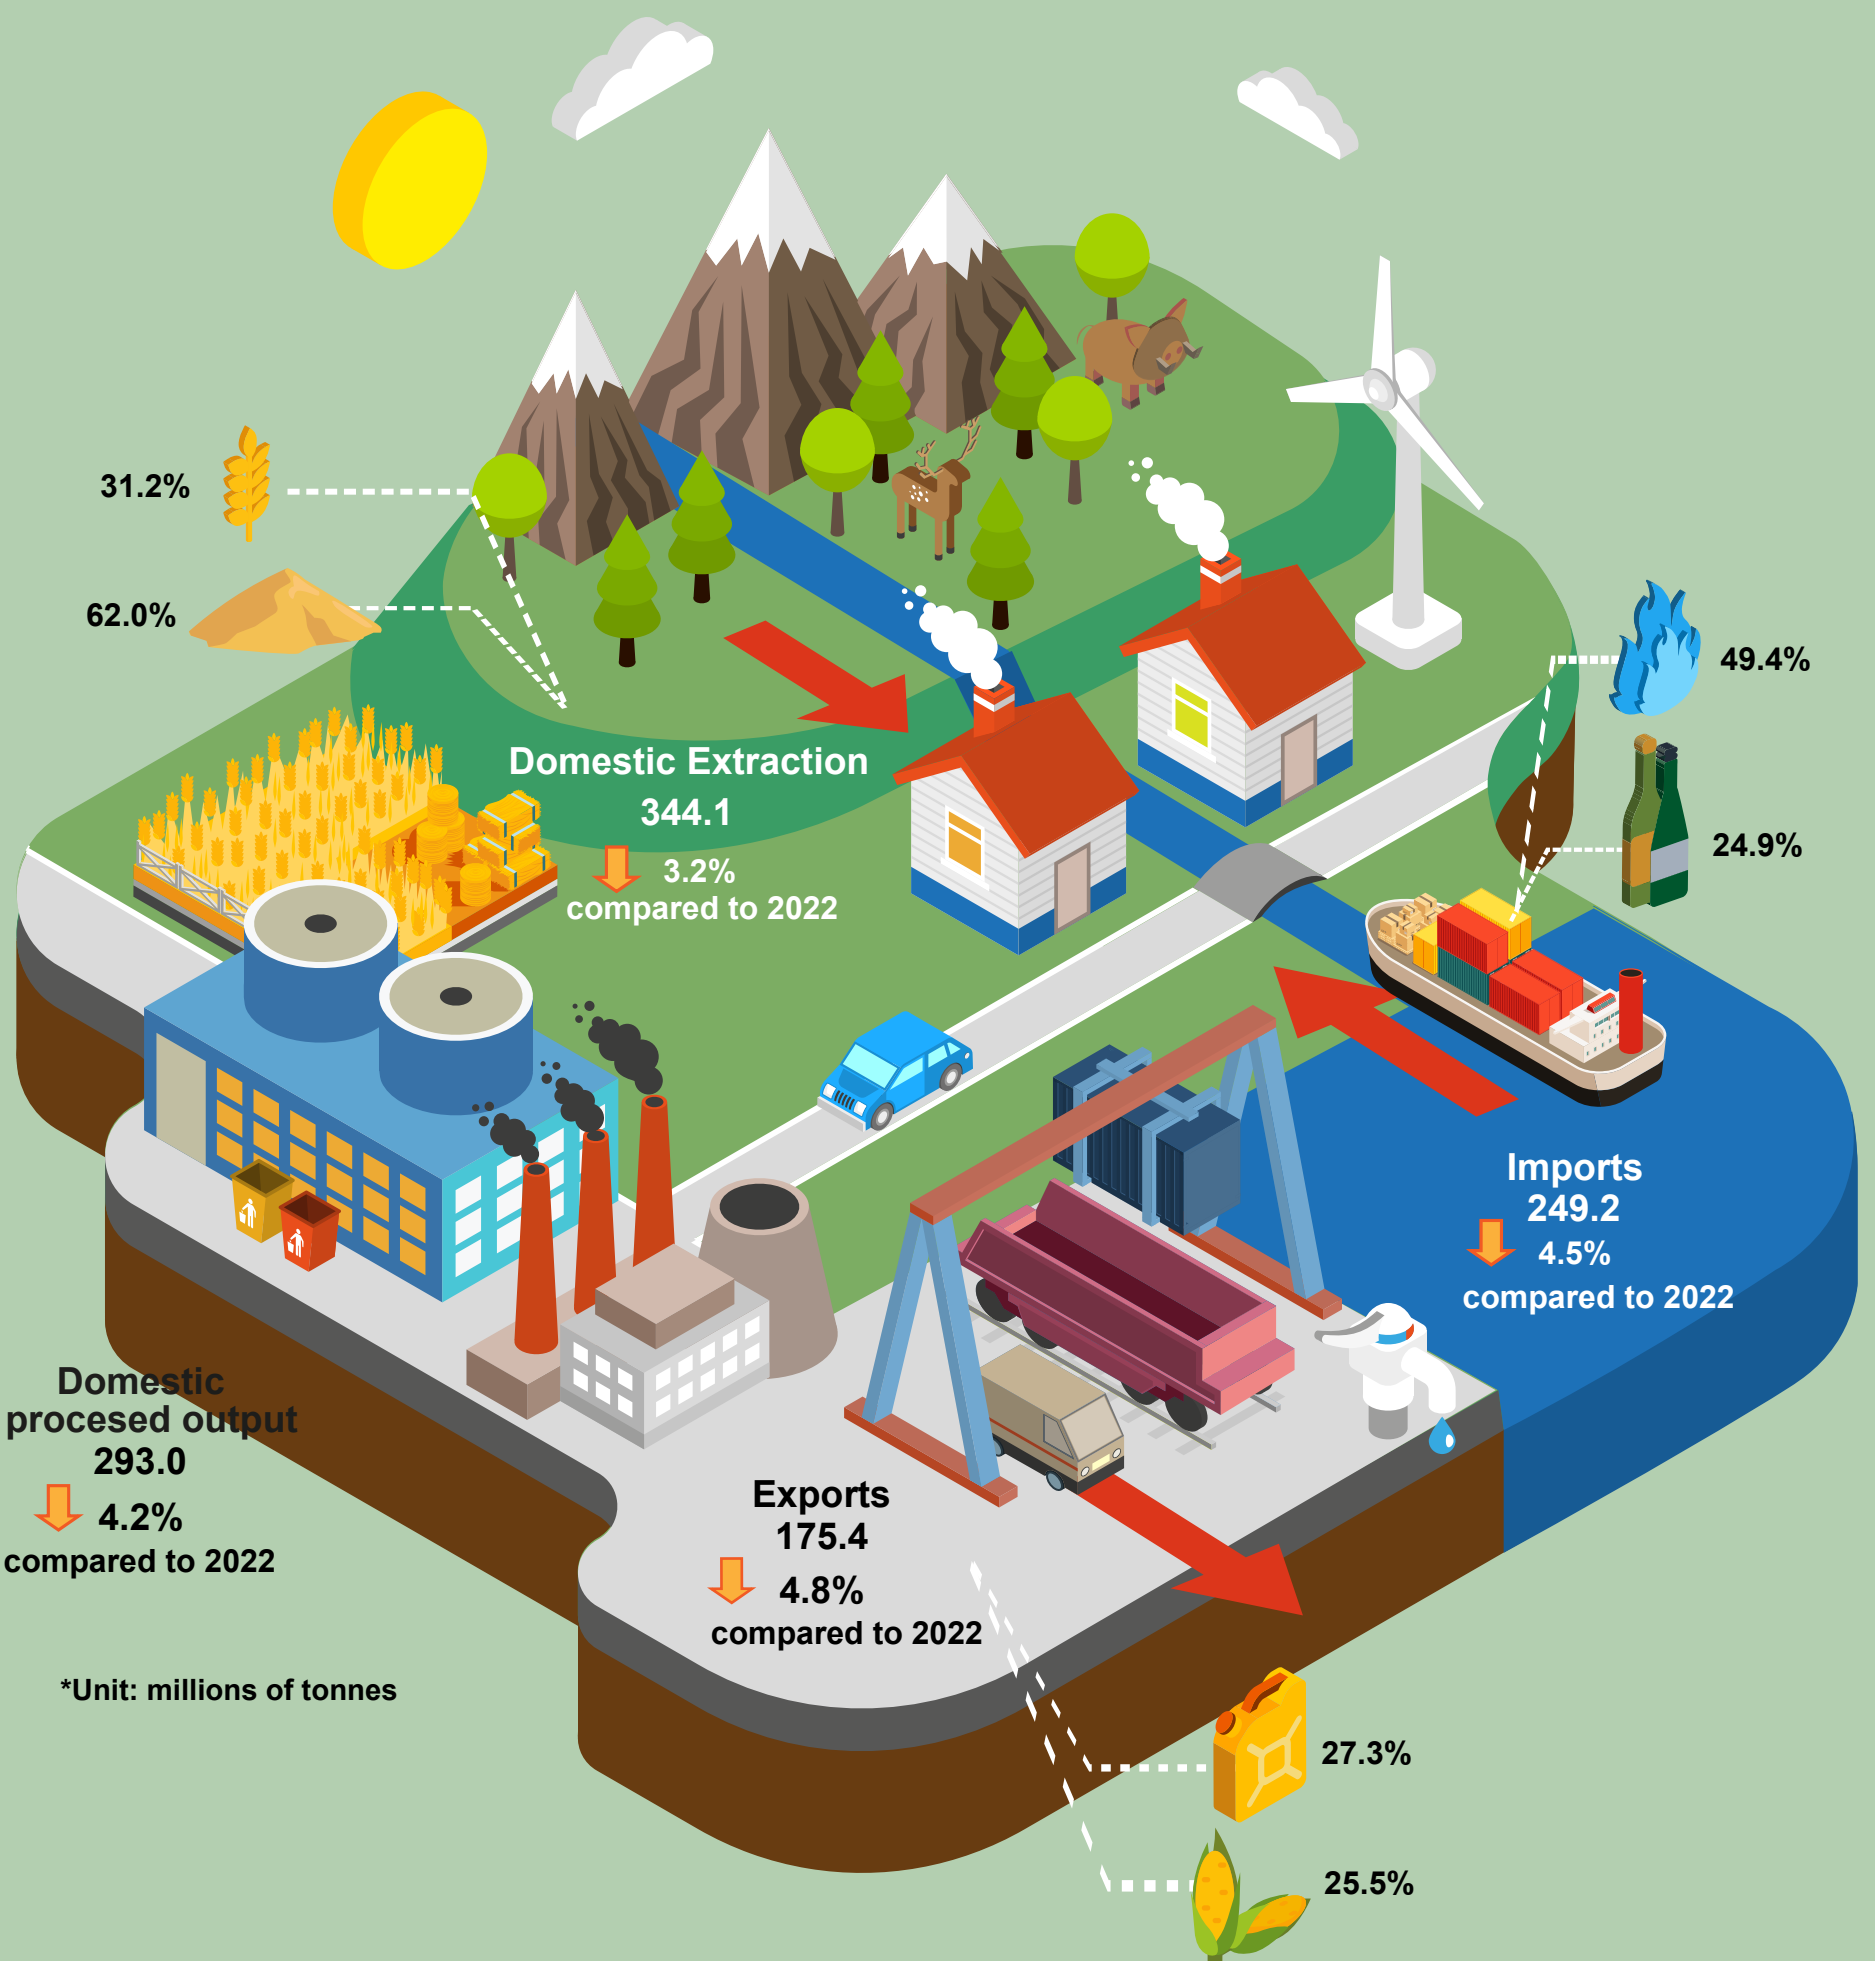 31.2%
62.0%
49.4%
24.9%
Domestic Extraction
344.1
3.2%
compared to 2022
Imports
249.2
4.5%
compared to 2022
Domestic
procesed output
293.0
4.2%
compared to 2022
Exports
175.4
4.8%
compared to 2022
*Unit: millions of tonnes
27.3%
25.5%